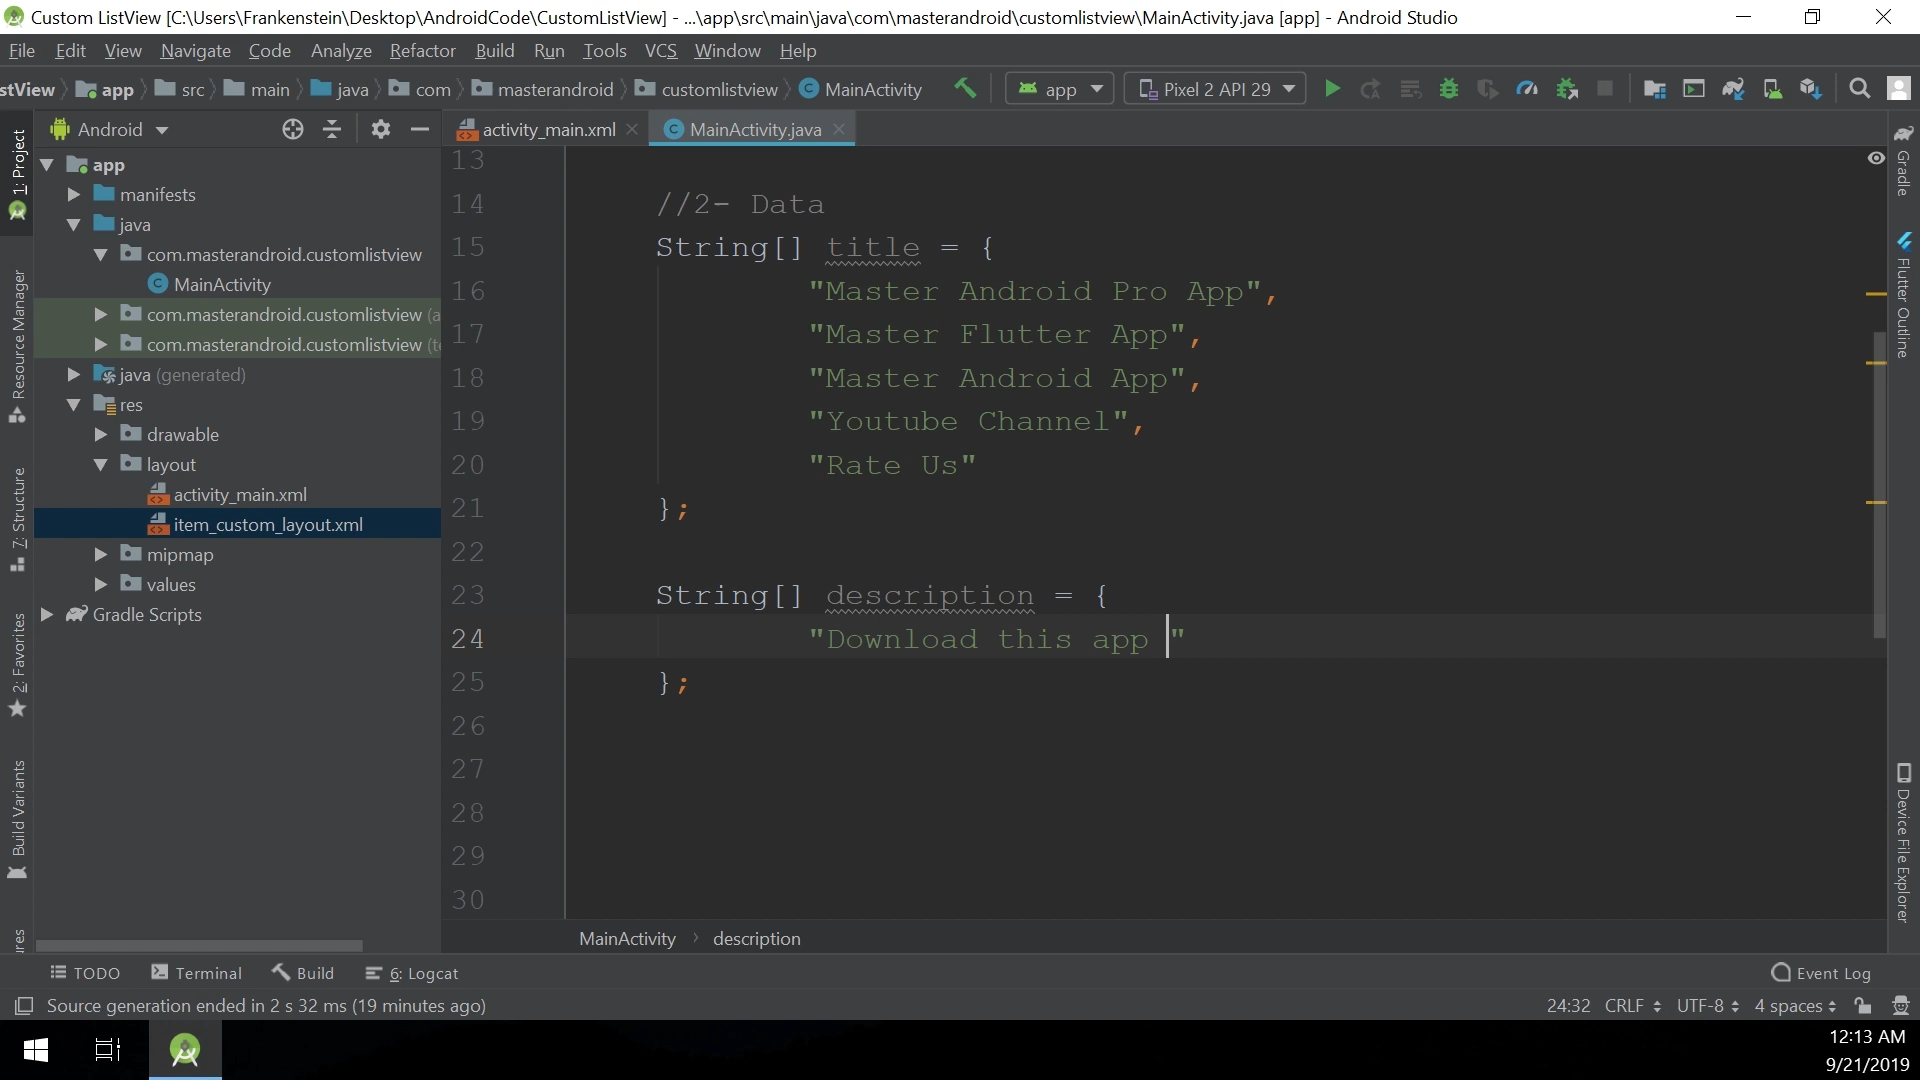 Custom ListView [C:\Users\Frankenstein\Desktop\AndroidCode\CustomListView] - ...\app\src\main\java\com\masterandroid\customlistview\MainActivity.java [app] - Android Studio
File Edit View Navigate Code Analyze Refactor Build Run Tools VCS Window Help
stView app src main java com masterandroid customlistview MainActivity app Pixel 2 API 29
Android
activity_main.xml MainActivity.java
1: Project
Resource Manager
7: Structure
2: Favorites
Build Variants
res
app
manifests
java
com.masterandroid.customlistview
MainActivity
com.masterandroid.customlistview (a
com.masterandroid.customlistview (t
java (generated)
res
drawable
layout
activity_main.xml
item_custom_layout.xml
mipmap
values
Gradle Scripts
13
14 //2- Data
15 String[] title = {
16 "Master Android Pro App",
17 "Master Flutter App",
18 "Master Android App",
19 "Youtube Channel",
20 "Rate Us"
21 };
22
23 String[] description = {
24 "Download this app "
25 };
26
27
28
29
30
MainActivity description
Gradle
Flutter Outline
Device File Explorer
TODO Terminal Build 6: Logcat Event Log
Source generation ended in 2 s 32 ms (19 minutes ago) 24:32 CRLF UTF-8 4 spaces
12:13 AM
9/21/2019